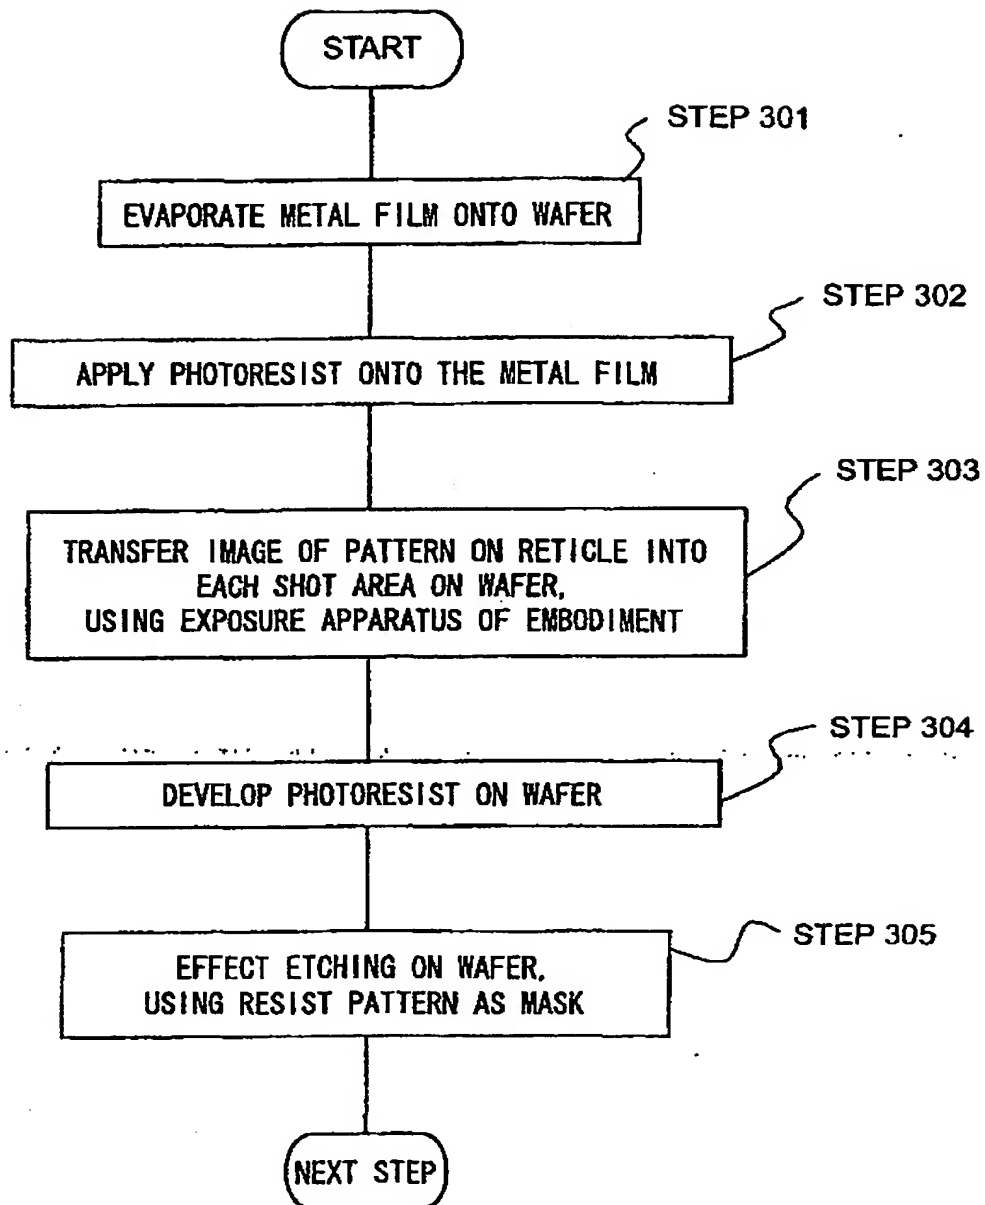 START
STEP 301
EVAPORATE METAL FILM ONTO WAFER
STEP 302
APPLY PHOTORESIST ONTO THE METAL FILM
STEP 303
TRANSFER IMAGE OF PATTERN ON RETICLE INTO
EACH SHOT AREA ON WAFER,
USING EXPOSURE APPARATUS OF EMBODIMENT
STEP 304
DEVELOP PHOTORESIST ON WAFER
STEP 305
EFFECT ETCHING ON WAFER,
USING RESIST PATTERN AS MASK
NEXT STEP